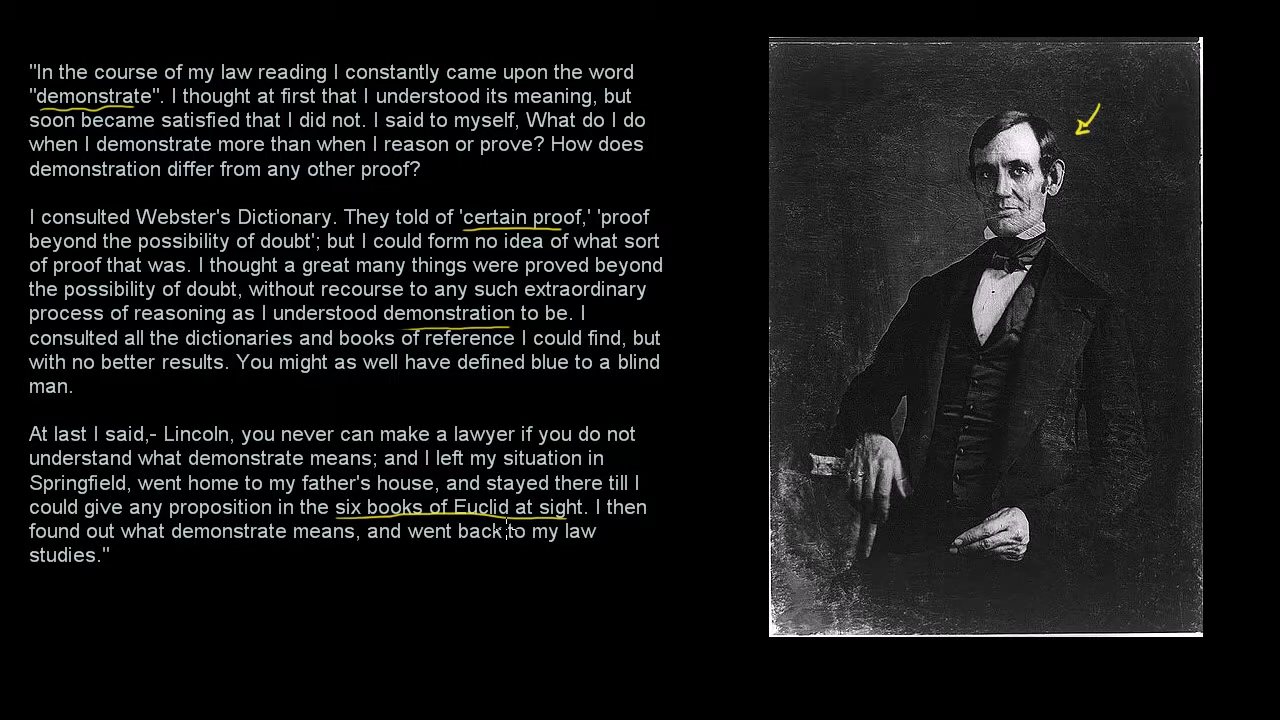 "In the course of my law reading I constantly came upon the word
"demonstrate". I thought at first that I understood its meaning, but
soon became satisfied that I did not. I said to myself, What do I do
when I demonstrate more than when I reason or prove? How does
demonstration differ from any other proof?
I consulted Webster's Dictionary. They told of 'certain proof,' 'proof
beyond the possibility of doubt'; but I could form no idea of what sort
of proof that was. I thought a great many things were proved beyond
the possibility of doubt, without recourse to any such extraordinary
process of reasoning as I understood demonstration to be. I
consulted all the dictionaries and books of reference I could find, but
with no better results. You might as well have defined blue to a blind
man.
At last I said,- Lincoln, you never can make a lawyer if you do not
understand what demonstrate means; and I left my situation in
Springfield, went home to my father's house, and stayed there till I
could give any proposition in the six books of Euclid at sight. I then
found out what demonstrate means, and went back to my law
studies."